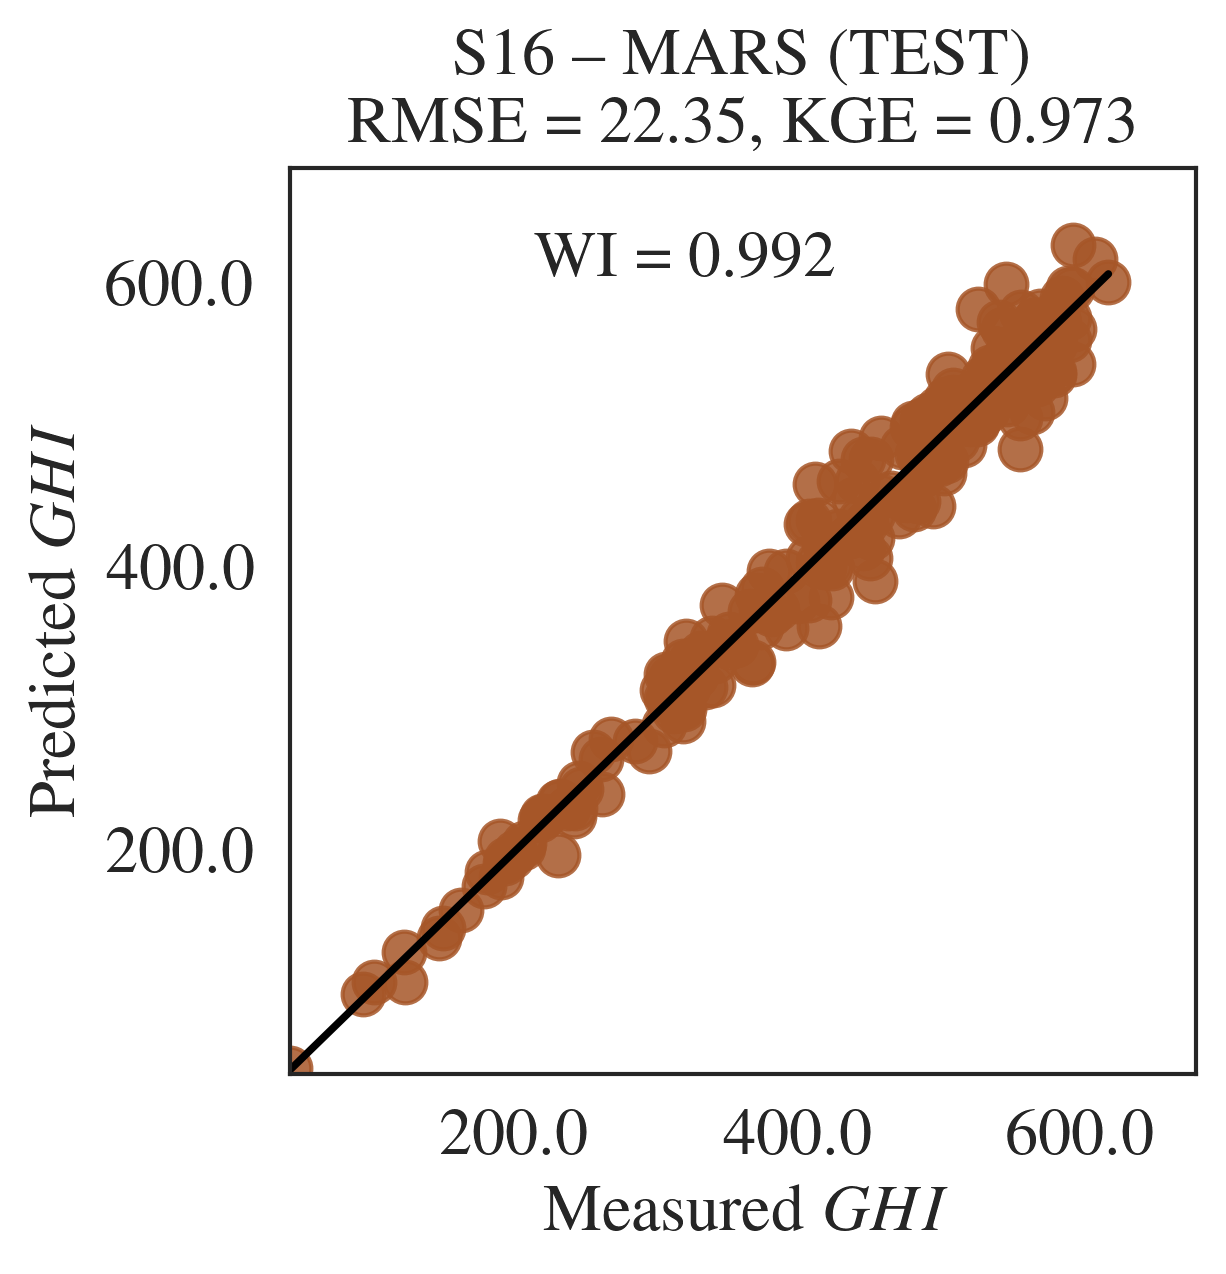 S16 – MARS (TEST)
RMSE = 22.35, KGE = 0.973
WI = 0.992
600.0
400.0
200.0
Predicted GHI
200.0 400.0 600.0
Measured GHI